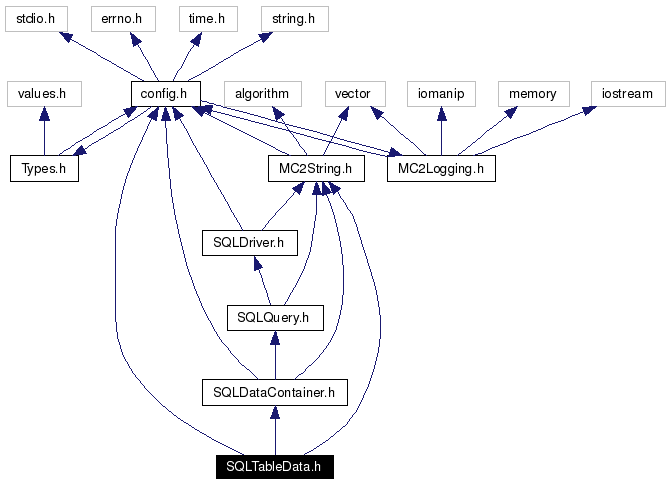 stdio.h
errno.h
time.h
string.h
values.h
config.h
algorithm
vector
iomanip
memory
iostream
Types.h
MC2String.h
MC2Logging.h
SQLDriver.h
SQLQuery.h
SQLDataContainer.h
SQLTableData.h